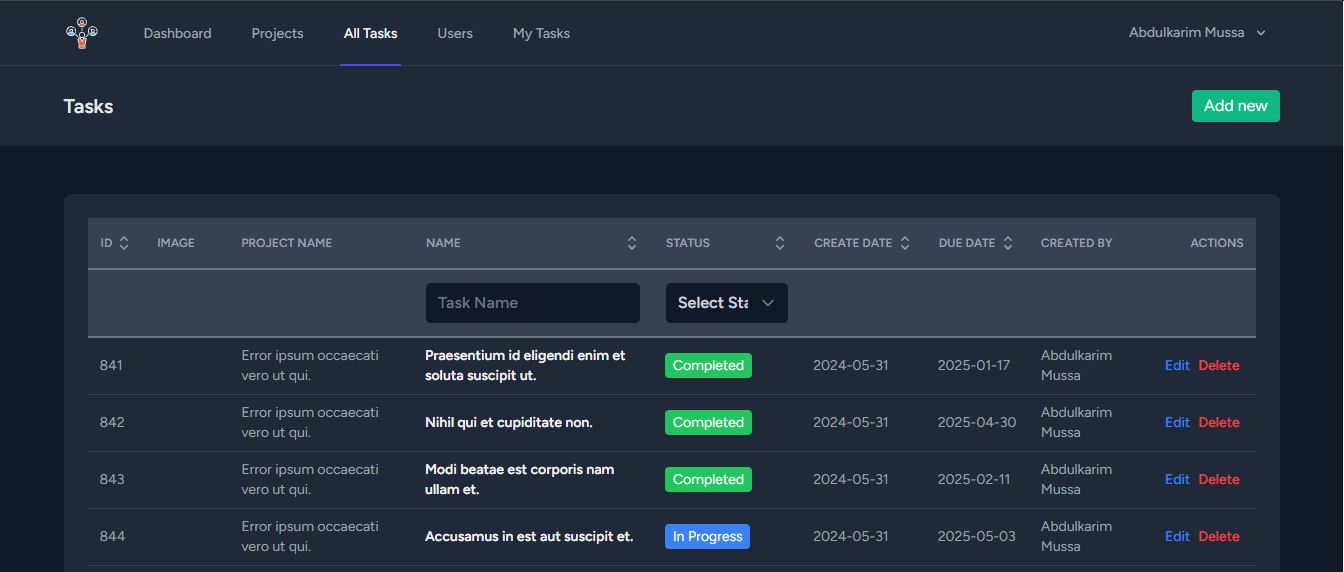 Dashboard Projects All Tasks Users My Tasks Abdulkarim Mussa
Tasks Add new
ID IMAGE PROJECT NAME NAME STATUS CREATE DATE DUE DATE CREATED BY ACTIONS
Task Name Select Sta
841 Error ipsum occaecati Praesentium id eligendi enim et Completed 2024-05-31 2025-01-17 Abdulkarim Edit Delete
vero ut qui. soluta suscipit ut. Mussa
842 Error ipsum occaecati Nihil qui et cupiditate non. Completed 2024-05-31 2025-04-30 Abdulkarim Edit Delete
vero ut qui. Mussa
843 Error ipsum occaecati Modi beatae est corporis nam Completed 2024-05-31 2025-02-11 Abdulkarim Edit Delete
vero ut qui. ullam et. Mussa
844 Error ipsum occaecati Accusamus in est aut suscipit et. In Progress 2024-05-31 2025-05-03 Abdulkarim Edit Delete
vero ut qui. Mussa